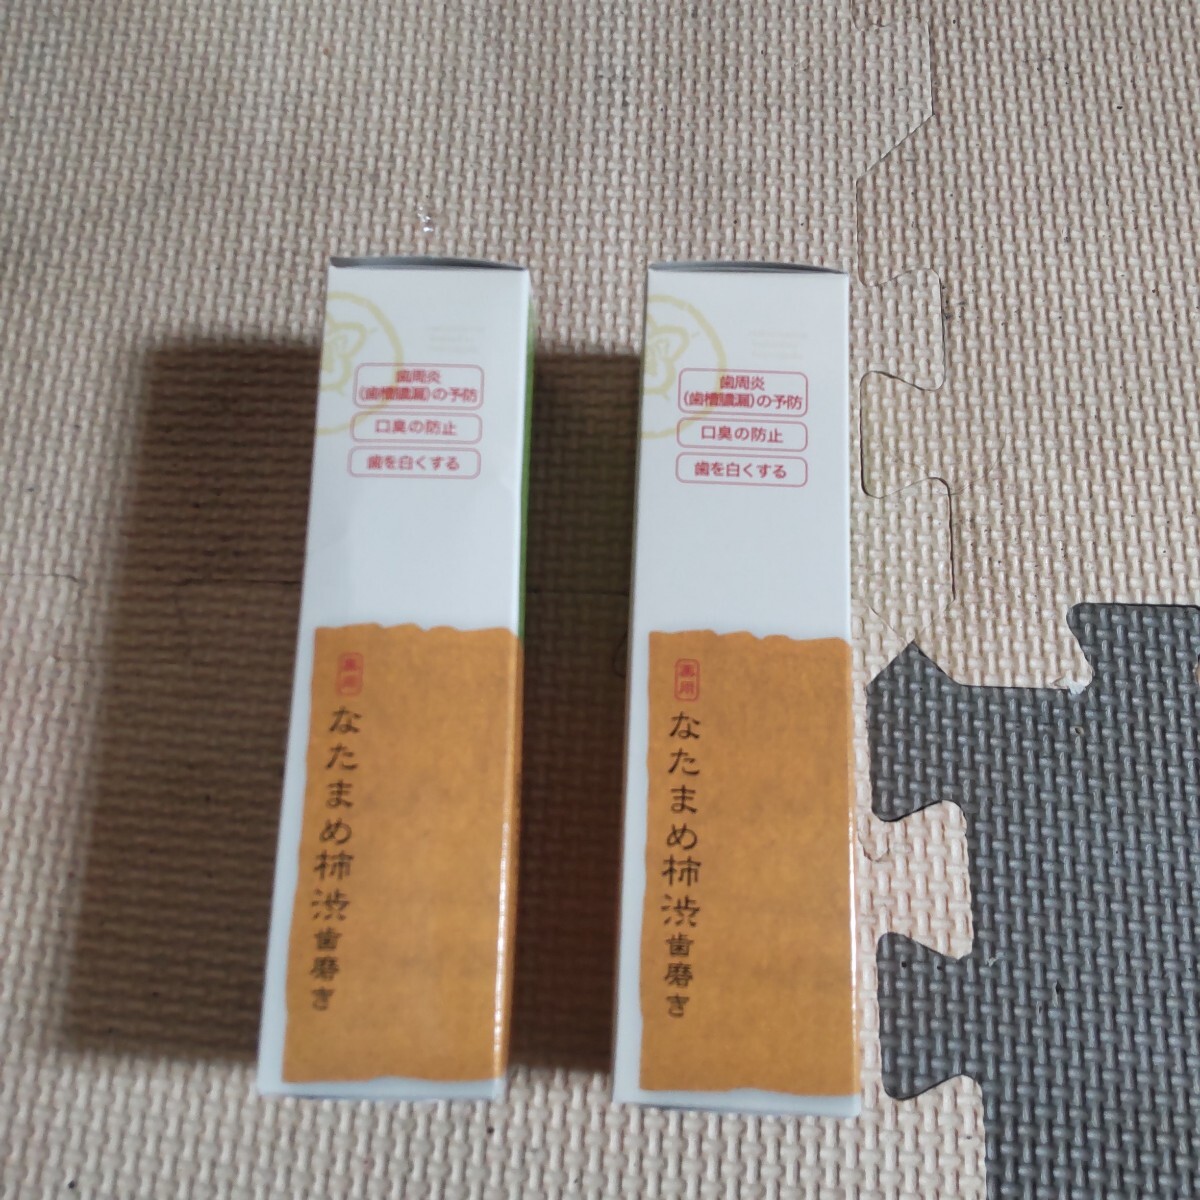 歯周炎
(歯槽膿漏)の予防
口臭の防止
歯を白くする
薬用
なたまめ柿渋歯磨き
歯周炎
(歯槽膿漏)の予防
口臭の防止
歯を白くする
薬用
なたまめ柿渋歯磨き